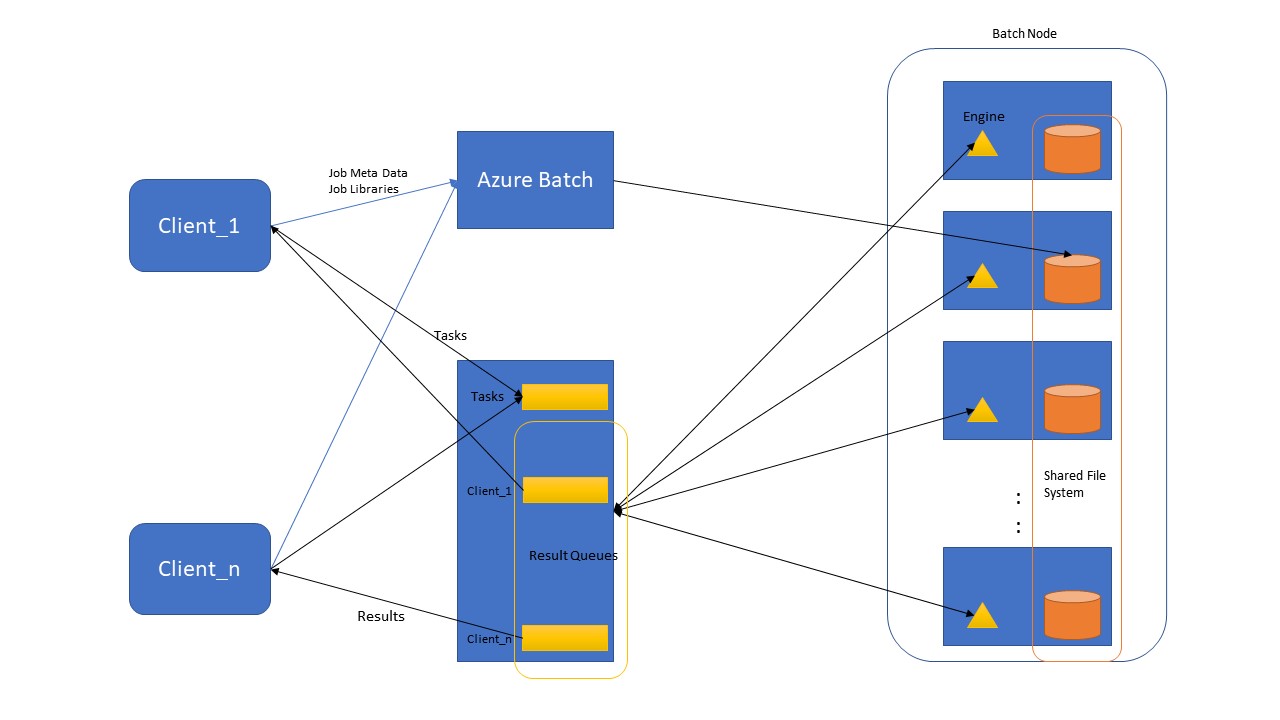 Batch Node
Engine
Job Meta Data
Job Libraries
Azure Batch
Client_1
Tasks
Tasks
Client_1
Shared File
System
:
:
Result Queues
Client_n
Results
Client_n